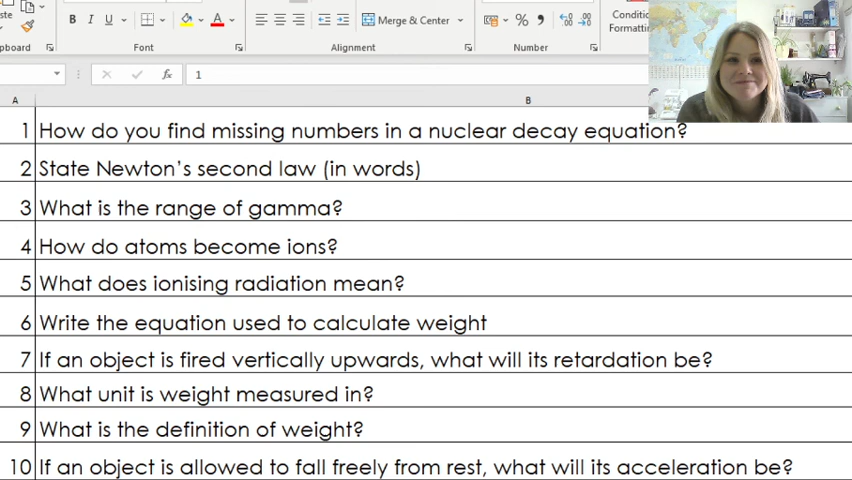 ste
pboard
B I U
A
Font
Merge & Center
Alignment
% 9
Number
Conditio
Formatting
fx 1
A B
1 How do you find missing numbers in a nuclear decay equation?
2 State Newton’s second law (in words)
3 What is the range of gamma?
4 How do atoms become ions?
5 What does ionising radiation mean?
6 Write the equation used to calculate weight
7 If an object is fired vertically upwards, what will its retardation be?
8 What unit is weight measured in?
9 What is the definition of weight?
10 If an object is allowed to fall freely from rest, what will its acceleration be?